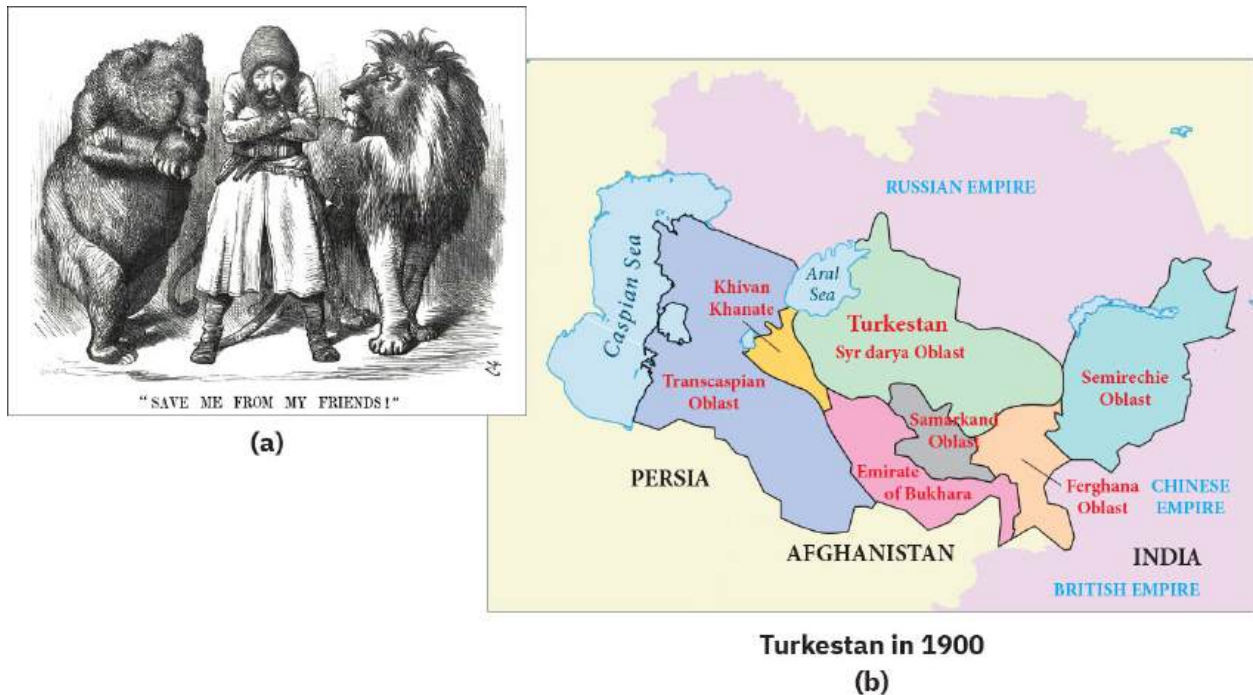 "SAVE ME FROM MY FRIENDS!"
(a)
RUSSIAN EMPIRE
Caspian Sea
Aral
Sea
Khivan
Khanate
Turkestan
Syr darya Oblast
Transcaspian
Oblast
Semirechie
Oblast
Samarkand
Oblast
PERSIA
Emirate
of Bukhara
Ferghana
Oblast
CHINESE
EMPIRE
AFGHANISTAN
INDIA
BRITISH EMPIRE
Turkestan in 1900
(b)